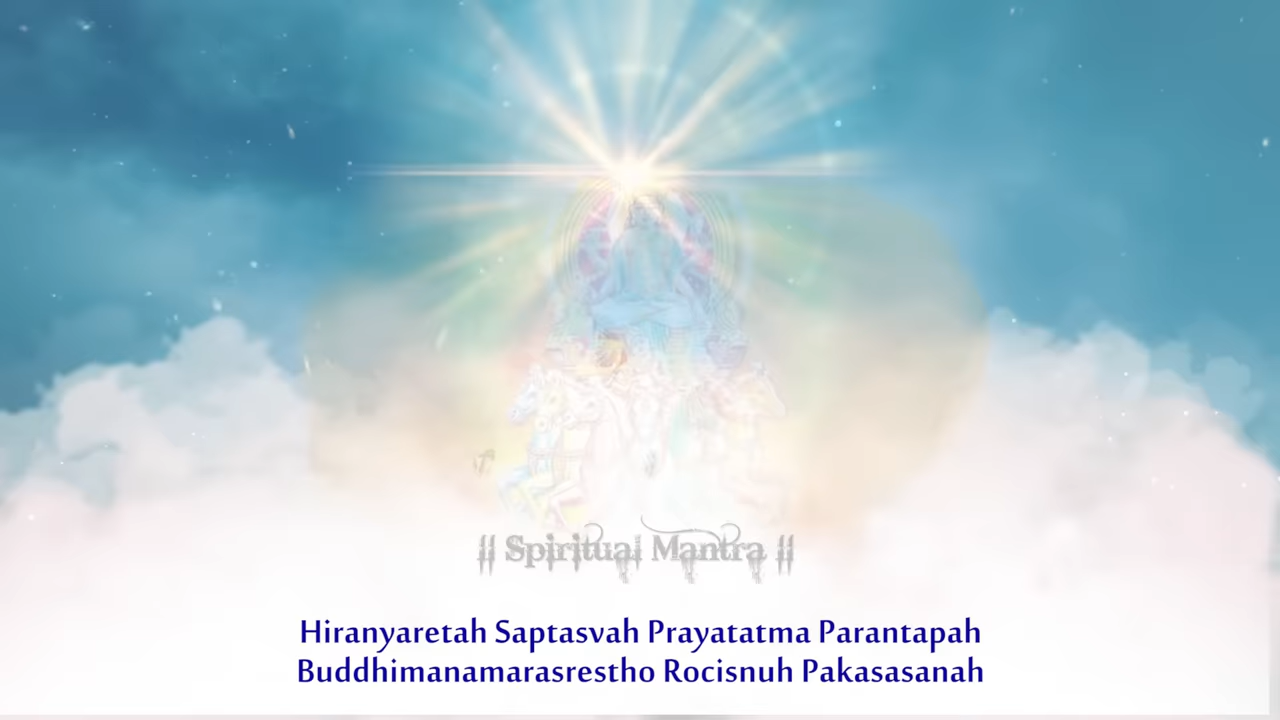 || Spiritual Mantra ||
Hiranyaretah Saptasvah Prayatatma Parantapah
Buddhimanamarasrestho Rocisnuh Pakasasanah